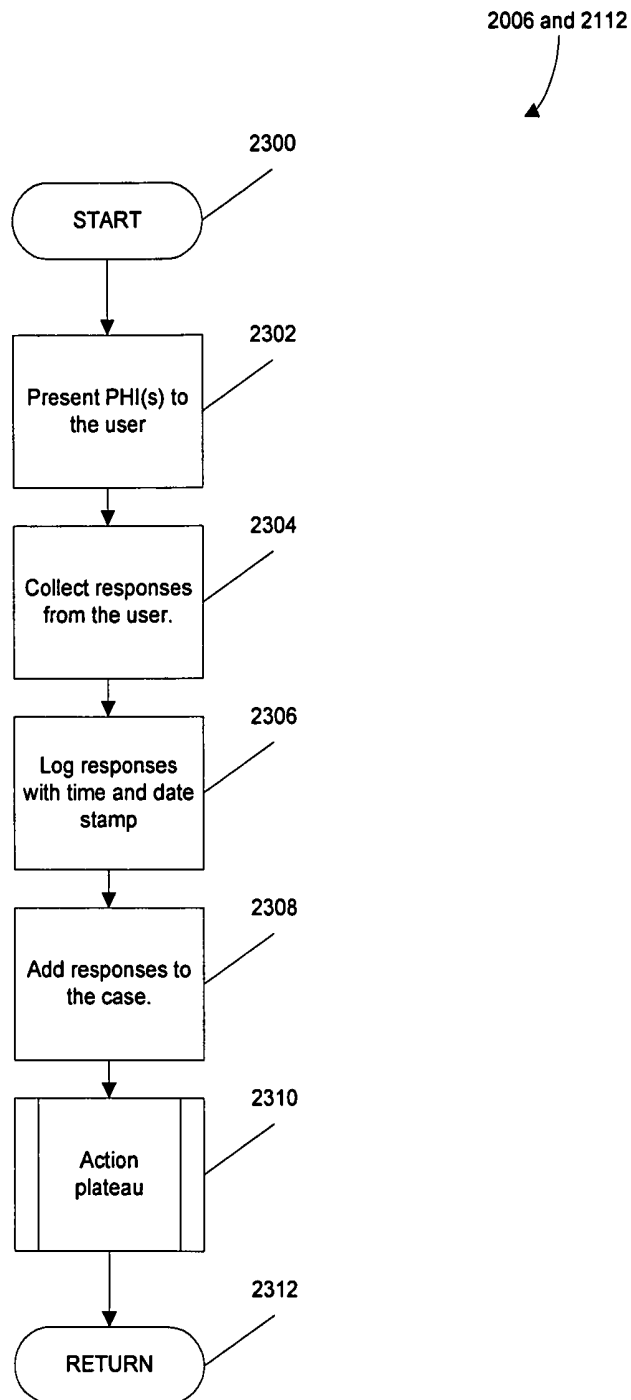 2006 and 2112
2300
START
2302
Present PHI(s) to
the user
2304
Collect responses
from the user.
2306
Log responses
with time and date
stamp
2308
Add responses to
the case.
2310
Action
plateau
2312
RETURN